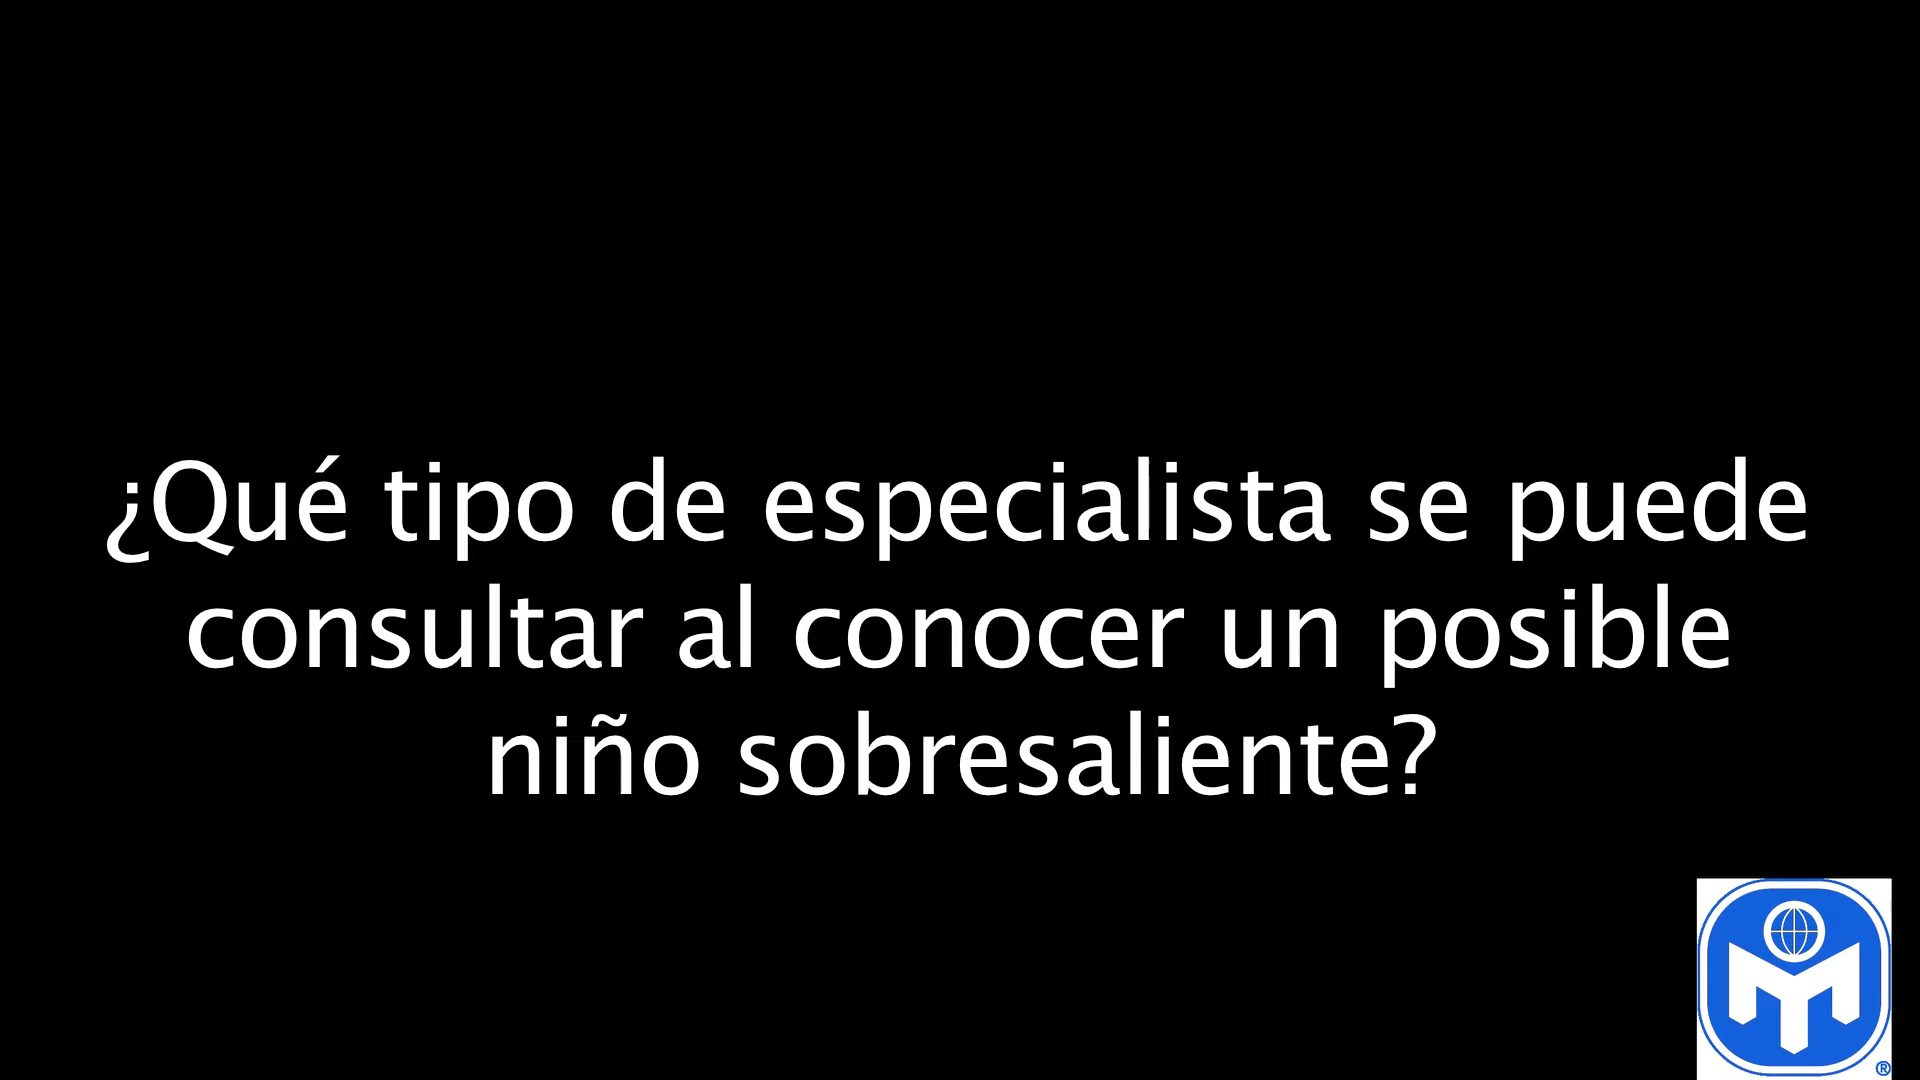 ¿Qué tipo de especialista se puede
consultar al conocer un posible
niño sobresaliente?
®